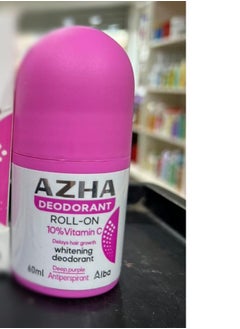 AZHA
DEODORANT
ROLL-ON
10% Vitamin C
Delays hair growth
whitening
deodorant
60ml
Deep purple
Antiperspirant
Alba